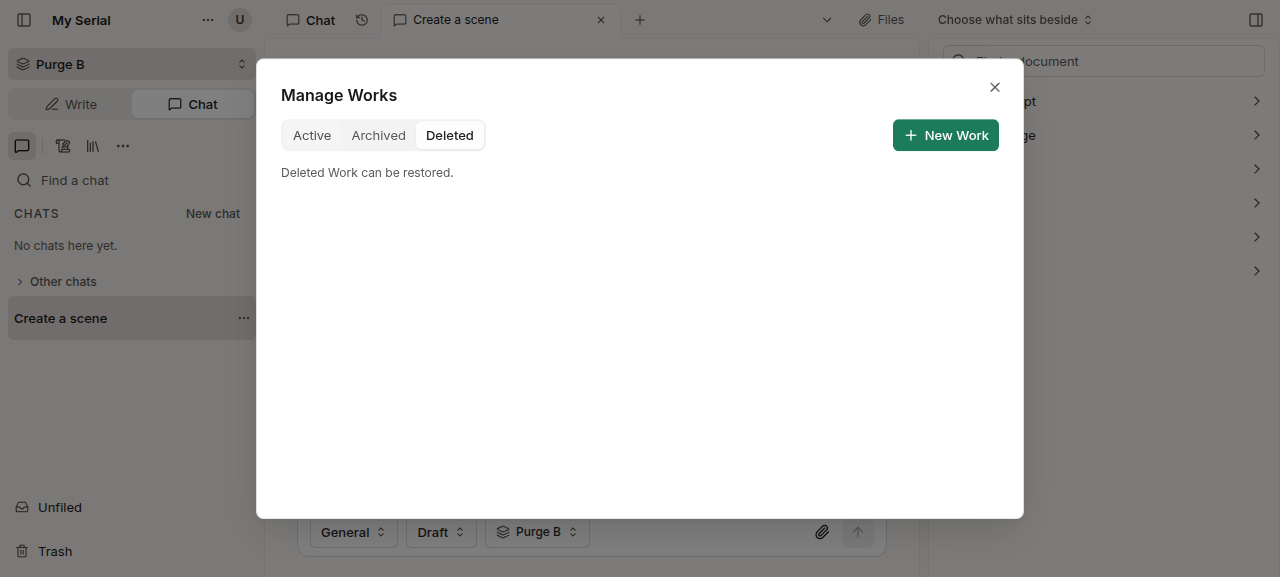 My Serial
U
Chat
Create a scene
Files
Choose what sits beside
Purge B
Write
Chat
Find a chat
CHATS
New chat
No chats here yet.
Other chats
Create a scene
Unfiled
Trash
Manage Works
Active
Archived
Deleted
New Work
Deleted Work can be restored.
document
General
Draft
Purge B